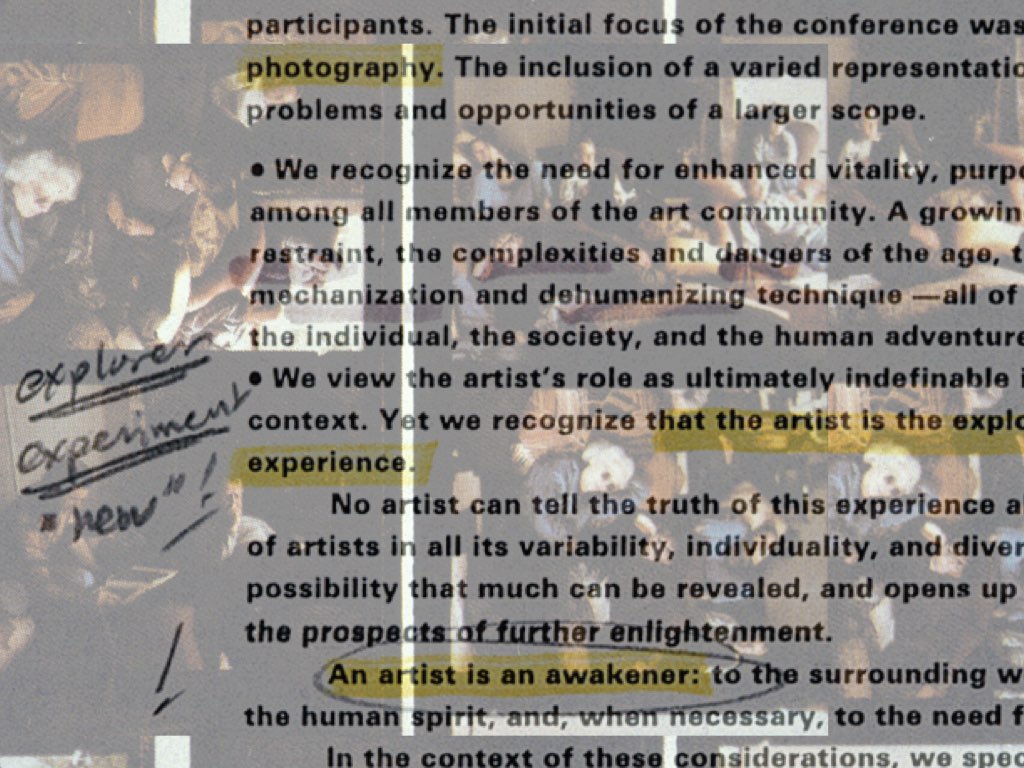 participants. The initial focus of the conference was
photography. The inclusion of a varied representatio
problems and opportunities of a larger scope.
• We recognize the need for enhanced vitality, purpo
among all members of the art community. A growin
restraint, the complexities and dangers of the age, t
mechanization and dehumanizing technique —all of
the individual, the society, and the human adventure
• We view the artist's role as ultimately indefinable i
context. Yet we recognize that the artist is the explo
experience.
No artist can tell the truth of this experience a
of artists in all its variability, individuality, and diver
possibility that much can be revealed, and opens up
the prospects of further enlightenment.
An artist is an awakener: to the surrounding w
the human spirit, and, when necessary, to the need f
In the context of these considerations, we spec
explorer
experiment
"new"!
!